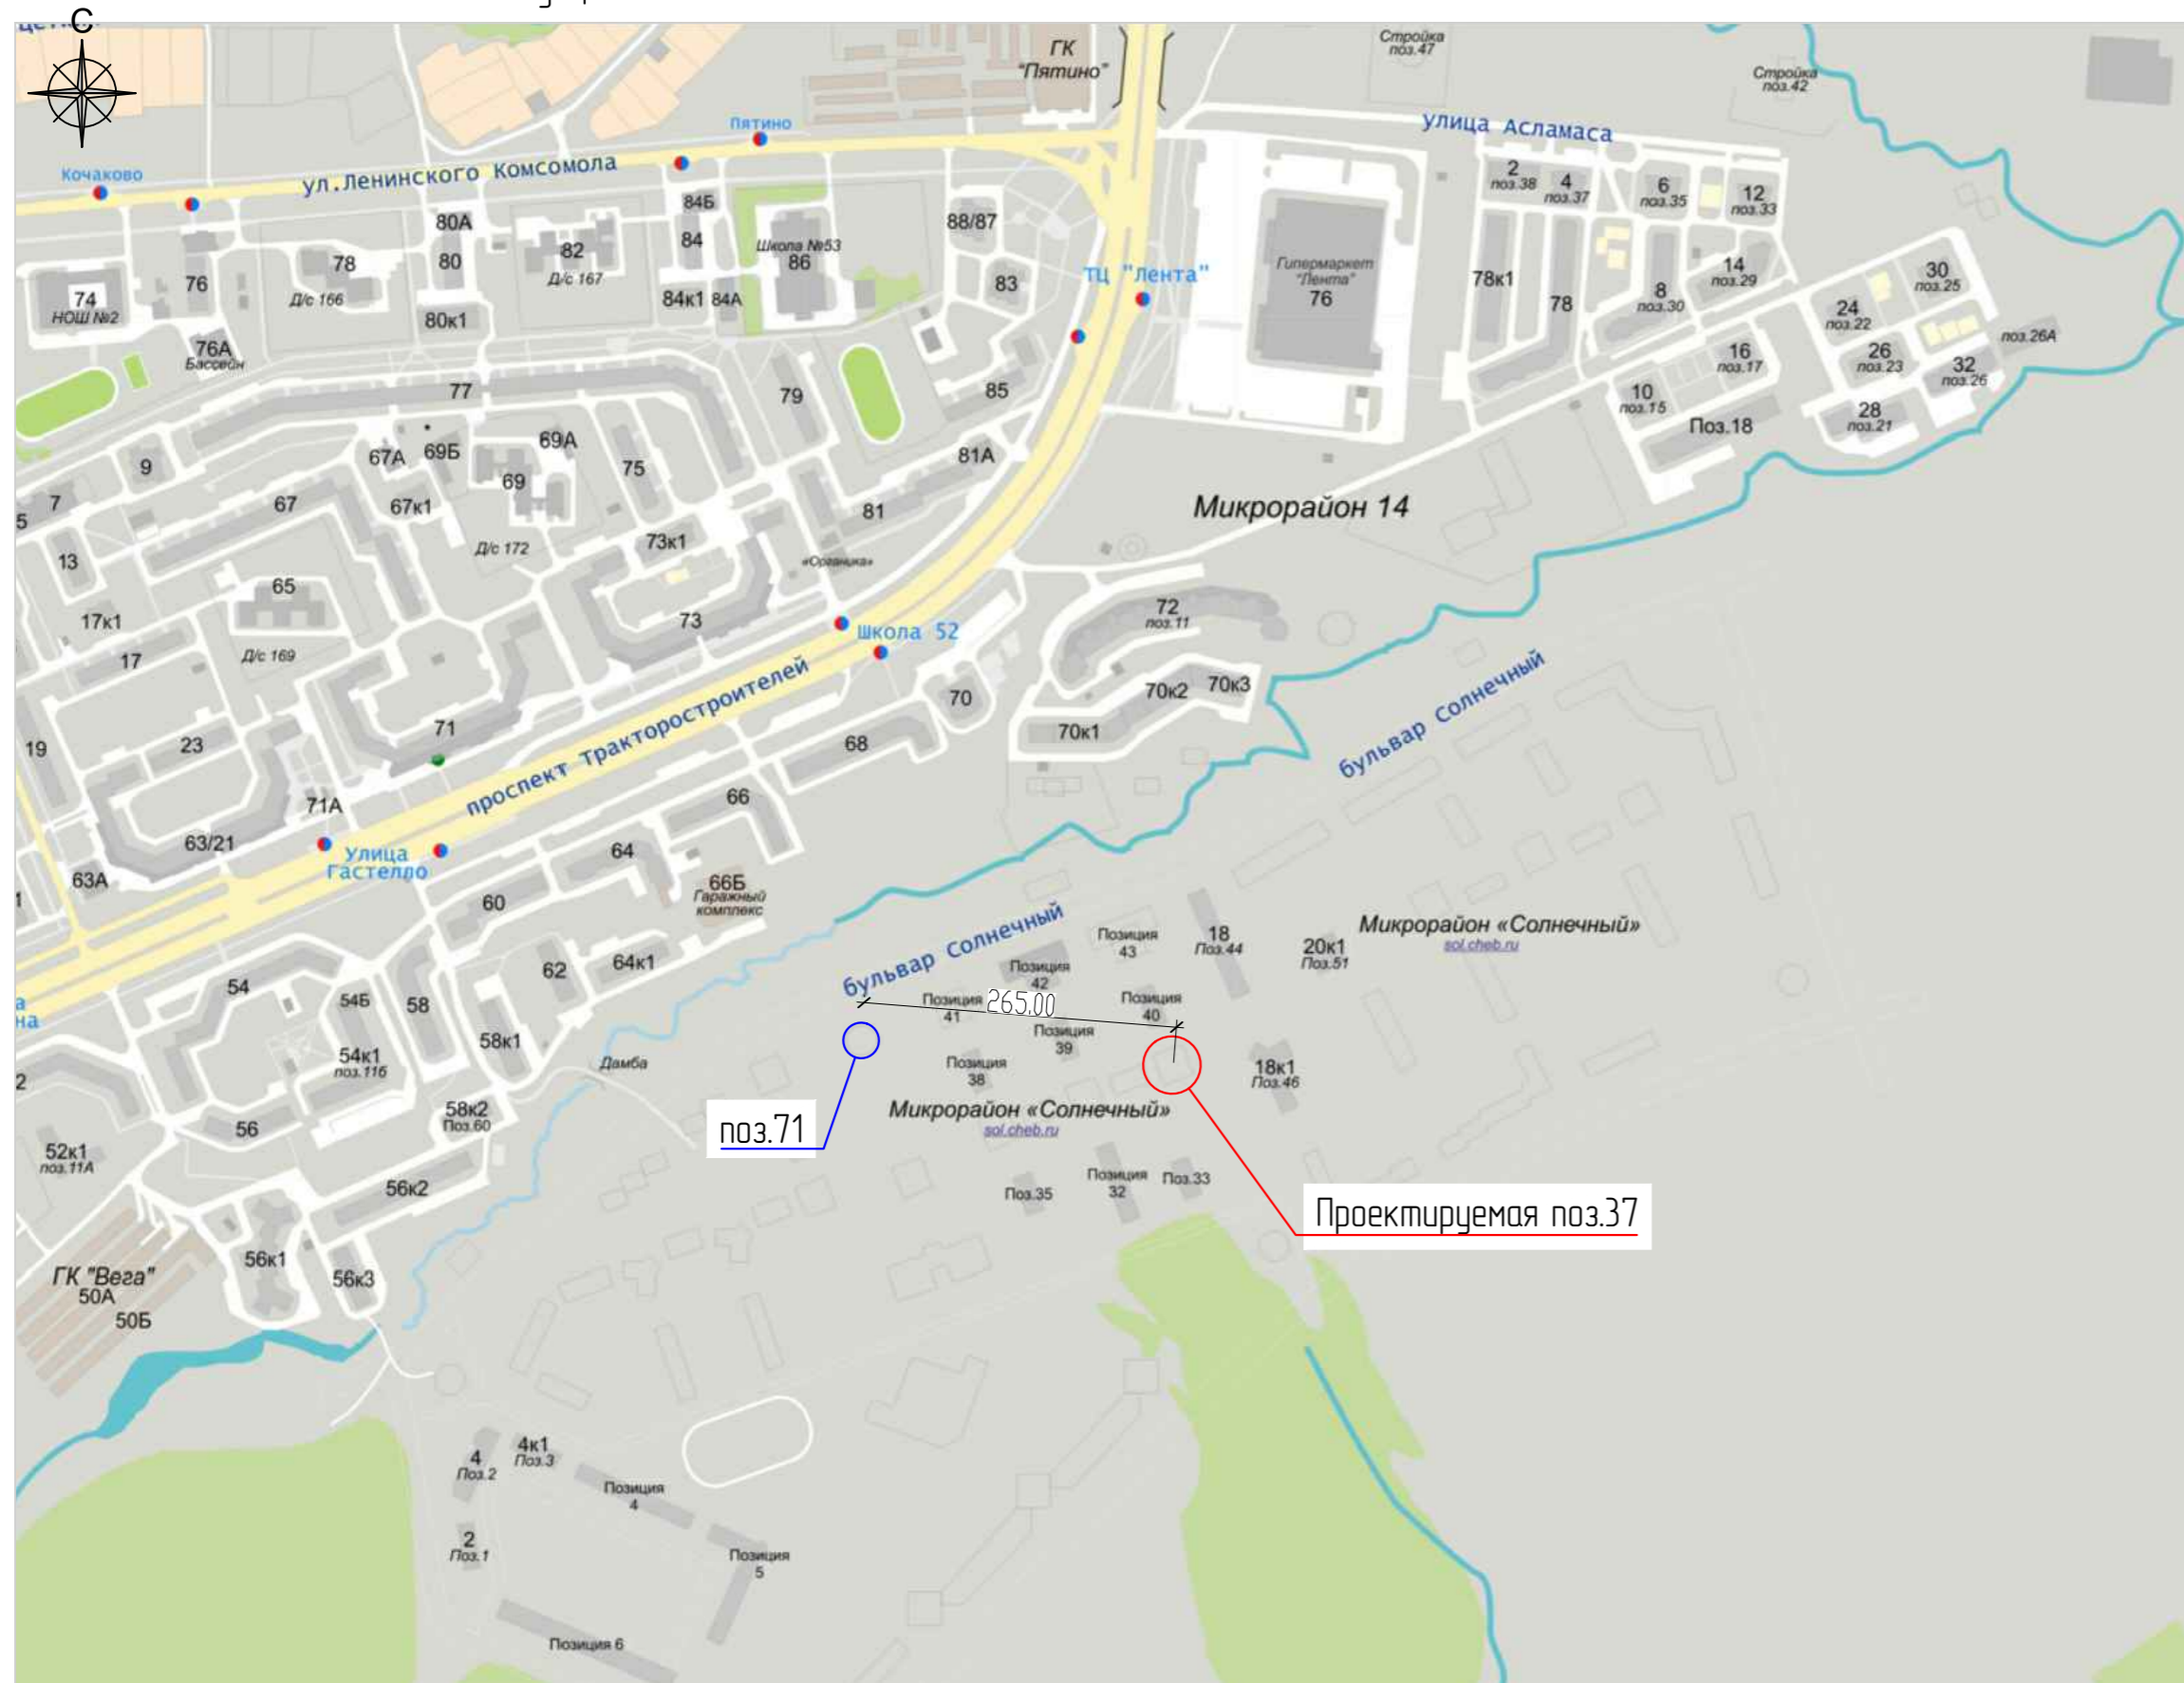 С
Стройка
поз.47
ГК
"Пятино"
Стройка
поз.42
Пятино
улица Асламаса
Кочаково
ул.Ленинского Комсомола
2
поз.38
4
поз.37
6
поз.35
12
поз.33
84Б
80А
82
Д/с 167
84
Школа №53
86
88/87
78
Д/с 166
80
76
74
НОШ №2
84к1
84А
83
ТЦ "Лента"
Гипермаркет
"Лента"
76
78к1
78
8
поз.30
14
поз.29
30
поз.25
24
поз.22
80к1
76А
Бассейн
поз.26А
16
поз.17
26
поз.23
32
поз.26
77
79
85
10
поз.15
28
поз.21
Поз.18
9
67А
69Б
69А
69
75
81А
7
5
67
67к1
81
Микрорайон 14
13
Д/с 172
73к1
«Органика»
65
17к1
73
72
поз.11
Школа 52
17
Д/с 169
70
70к2
70к3
бульвар Солнечный
проспект Тракторостроителей
19
23
71
68
70к1
71А
66
63/21
Улица
Гастелло
64
63А
66Б
Гаражный
комплекс
1
60
бульвар Солнечный
Позиция
43
18
Поз.44
20к1
Поз.51
Микрорайон «Солнечный»
sol.cheb.ru
62
64к1
Позиция
42
54
54Б
58
а
на
Позиция
41
265.00
Позиция
40
58к1
Позиция
39
54к1
поз.11б
Дамба
Позиция
38
18к1
Поз.46
2
56
58к2
Поз.60
поз.71
Микрорайон «Солнечный»
sol.cheb.ru
52к1
поз.11А
56к2
Поз.35
Позиция
32
Поз.33
Проектируемая поз.37
ГК "Вега"
50А
50Б
56к1
56к3
4
Поз.2
4к1
Поз.3
Позиция
4
2
Поз.1
Позиция
5
Позиция 6